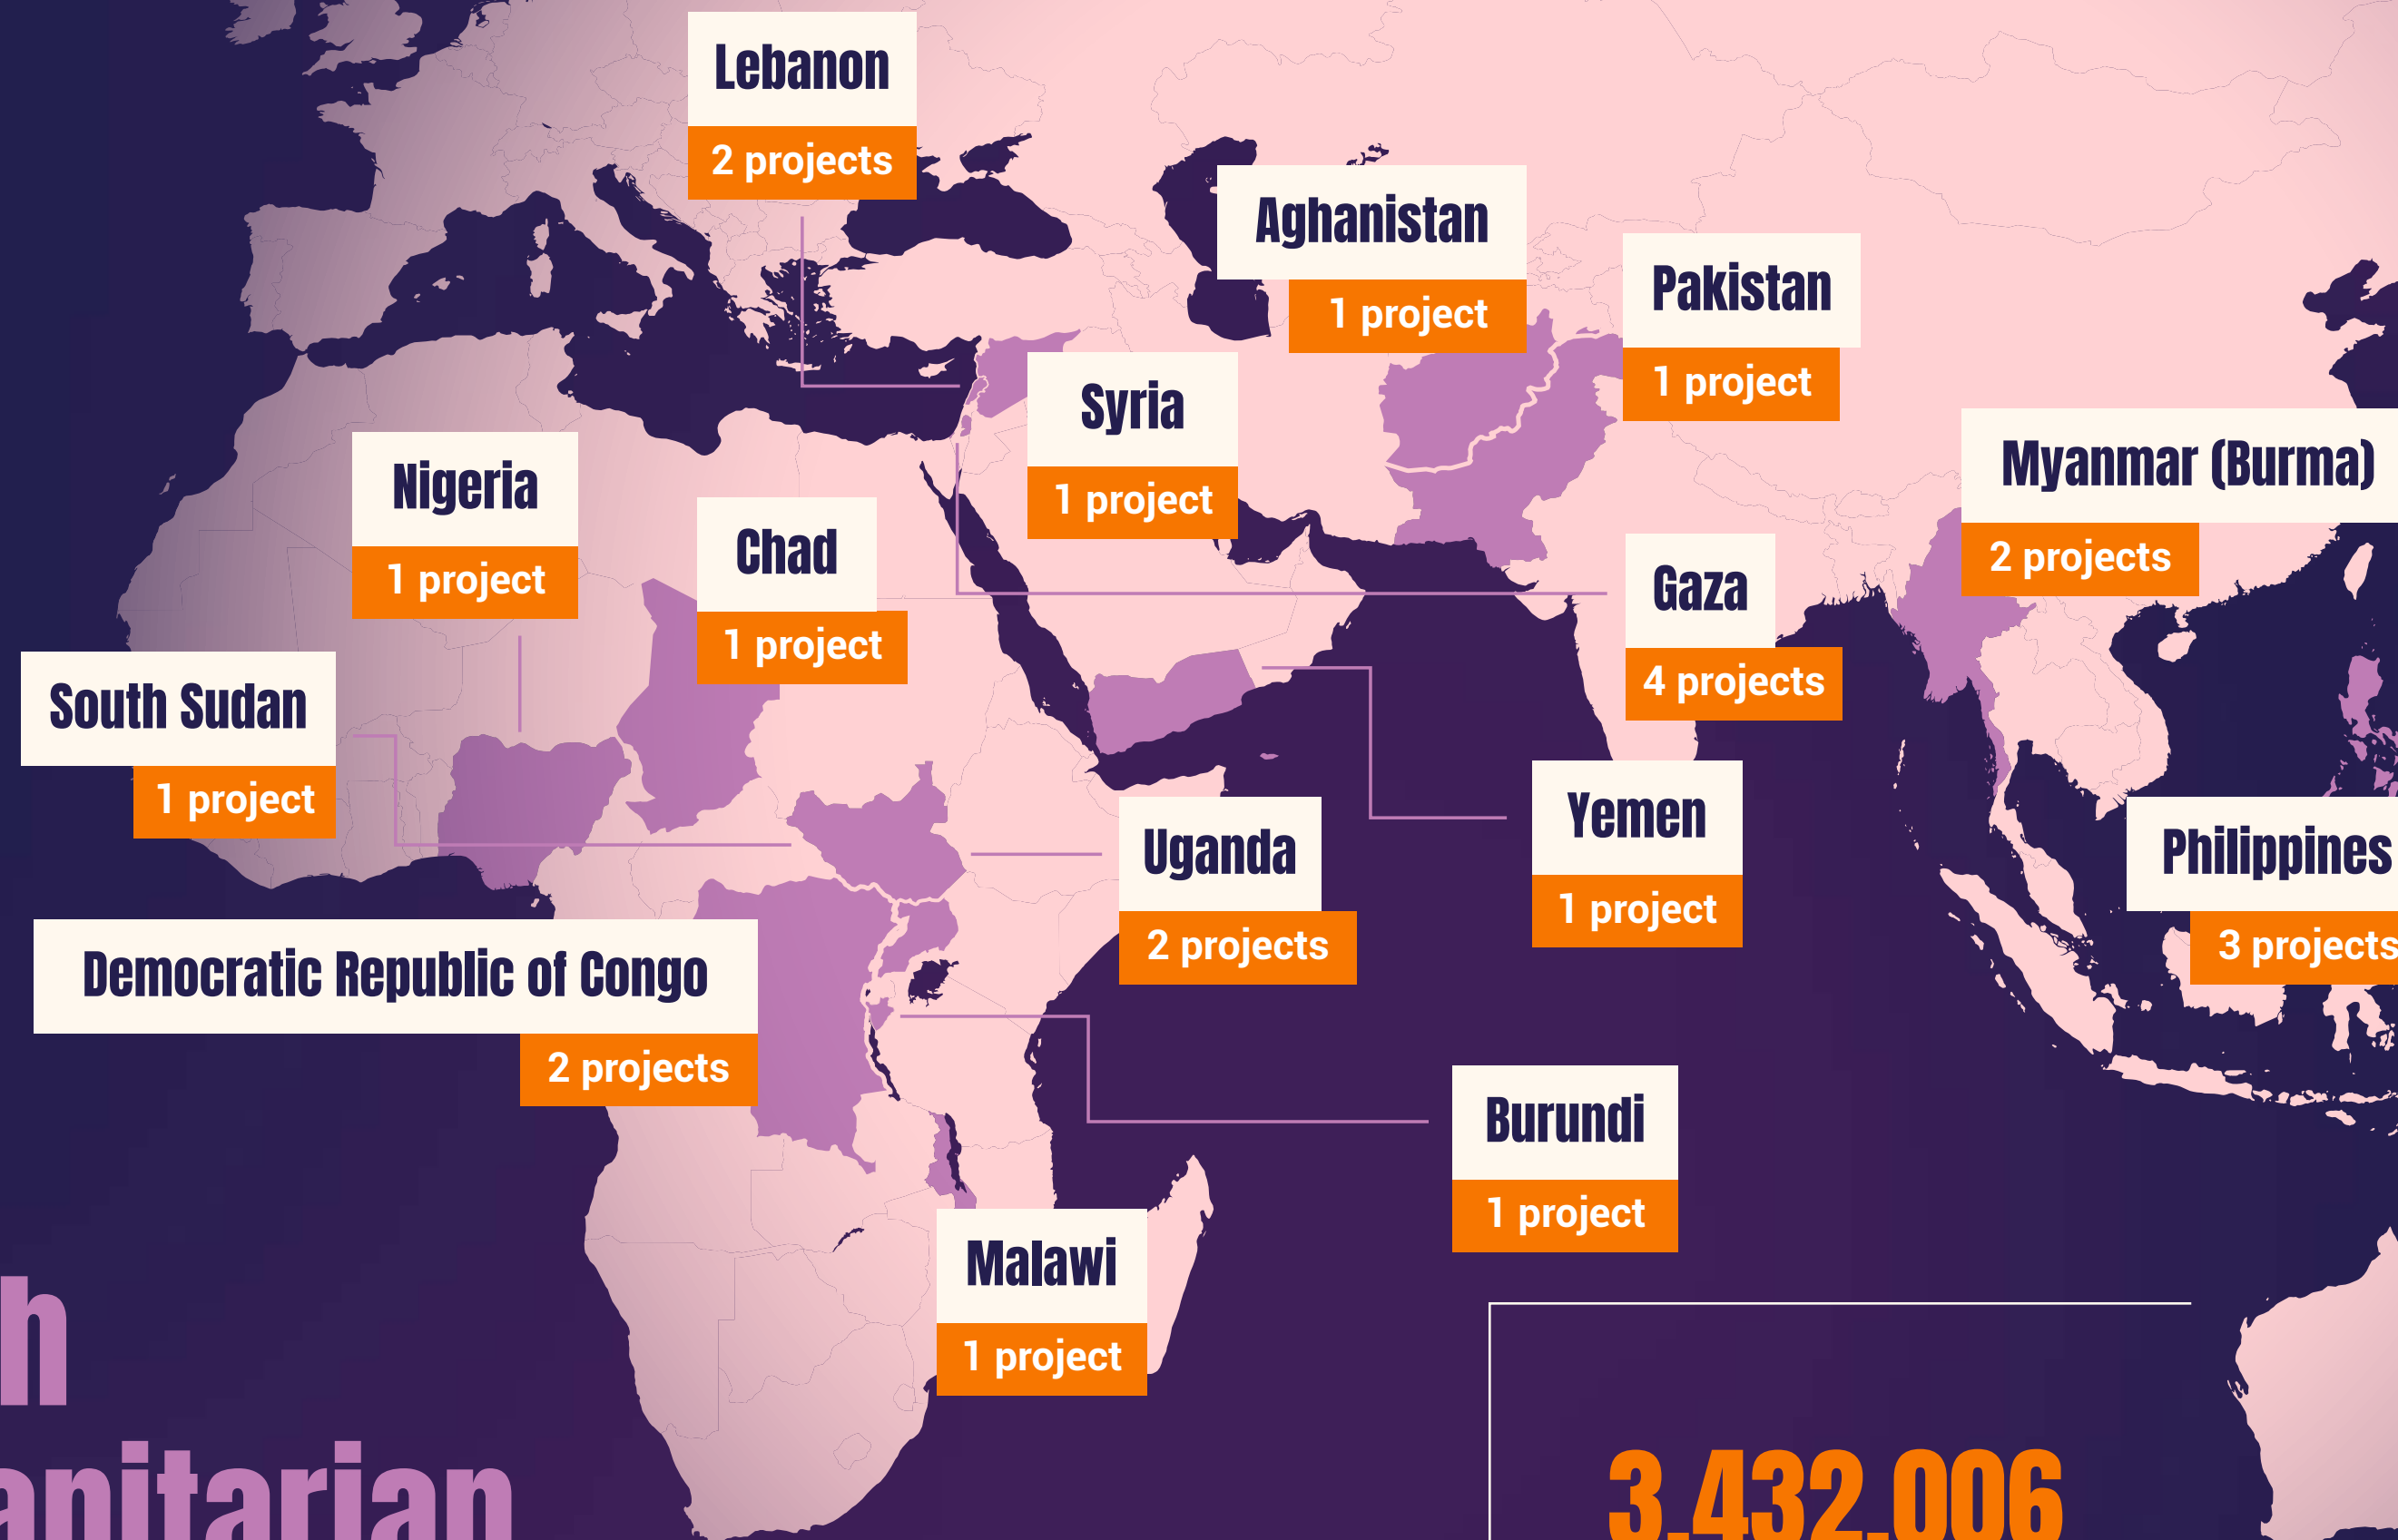 Lebanon
2 projects
Aghanistan
1 project
Pakistan
1 project
Syria
1 project
Myanmar (Burma)
2 projects
Nigeria
1 project
Chad
1 project
Gaza
4 projects
South Sudan
1 project
Yemen
1 project
Uganda
2 projects
Philippines
3 projects
Democratic Republic of Congo
2 projects
Burundi
1 project
Malawi
1 project
h
anitarian
3,432,006